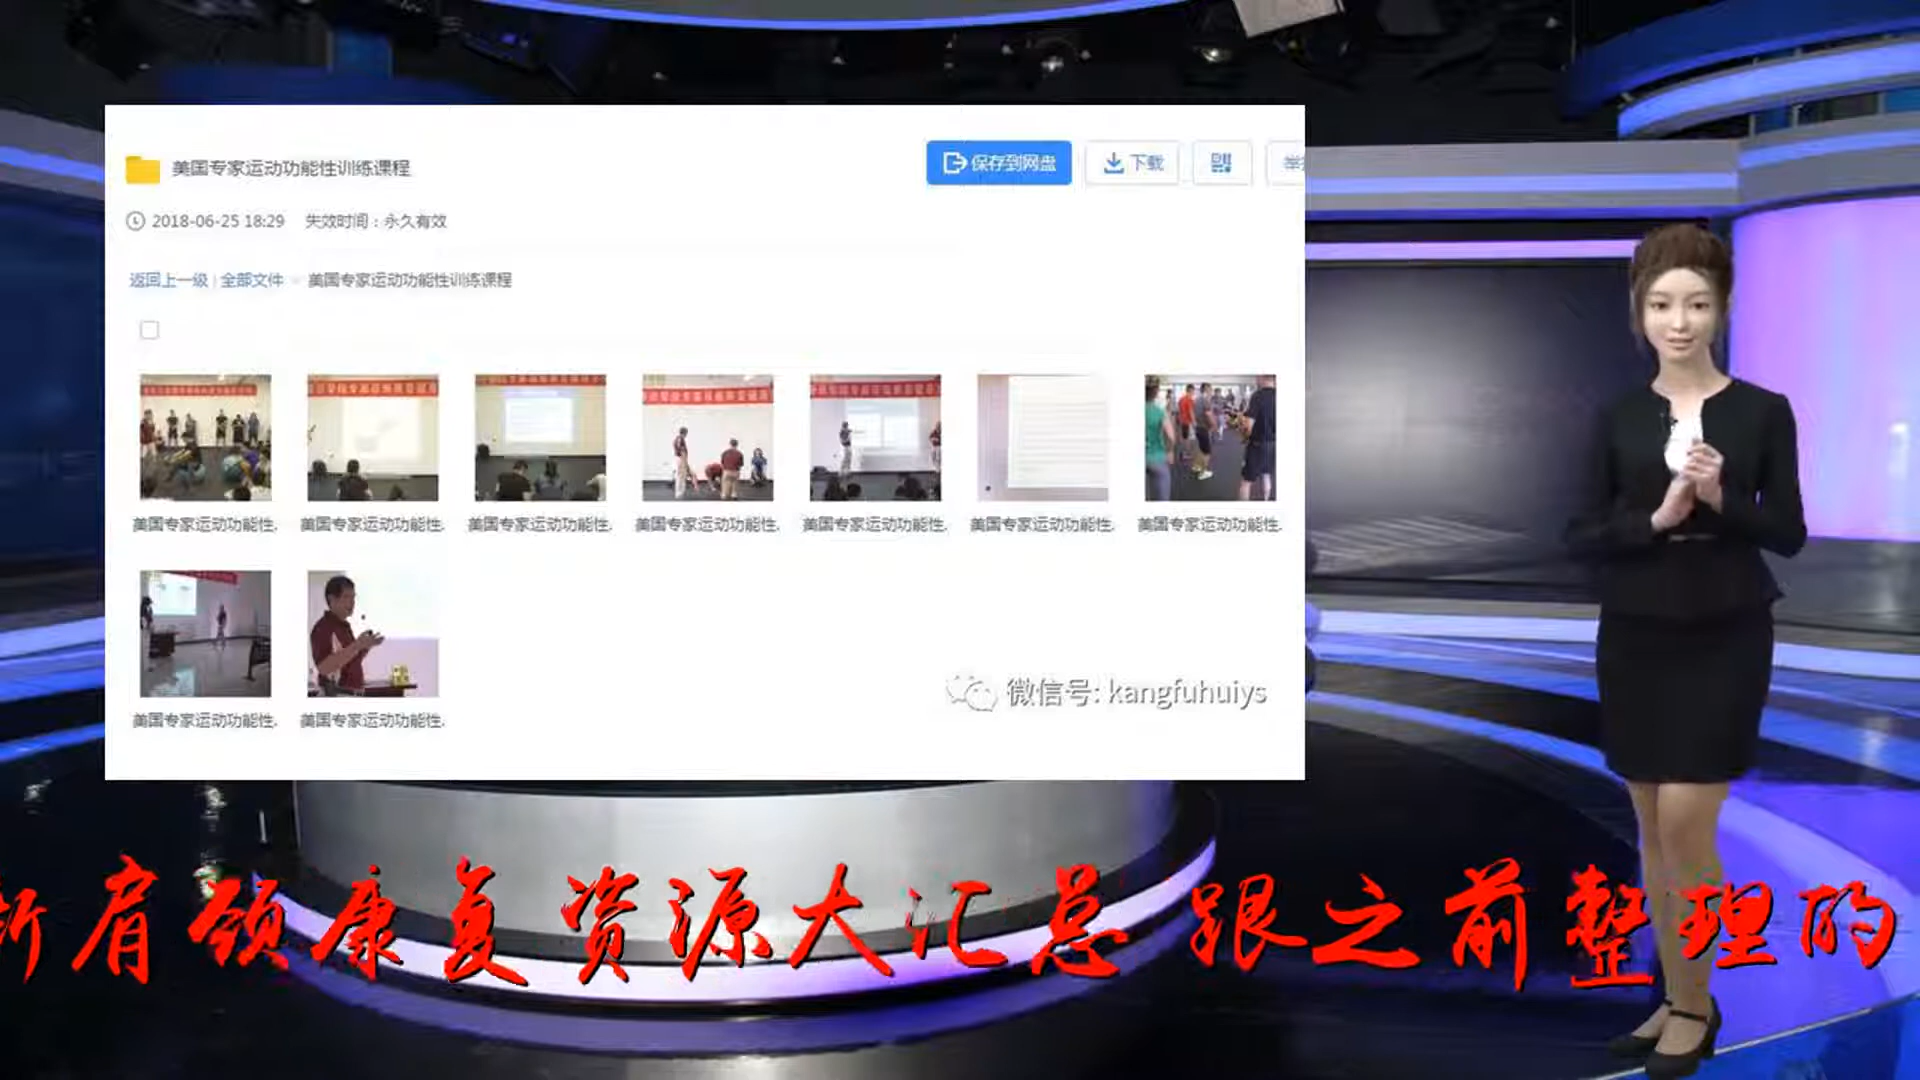 美国专家运动功能性训练课程
保存到网盘
下载
举
2018-06-25 18:29 失效时间：永久有效
返回上一级 | 全部文件 美国专家运动功能性训练课程
美国专家运动功能性.
美国专家运动功能性.
美国专家运动功能性.
美国专家运动功能性.
美国专家运动功能性.
美国专家运动功能性.
美国专家运动功能性.
美国专家运动功能性.
美国专家运动功能性.
微信号: kangfuhuiys
新肩颈康复资源大汇总 跟之前整理的